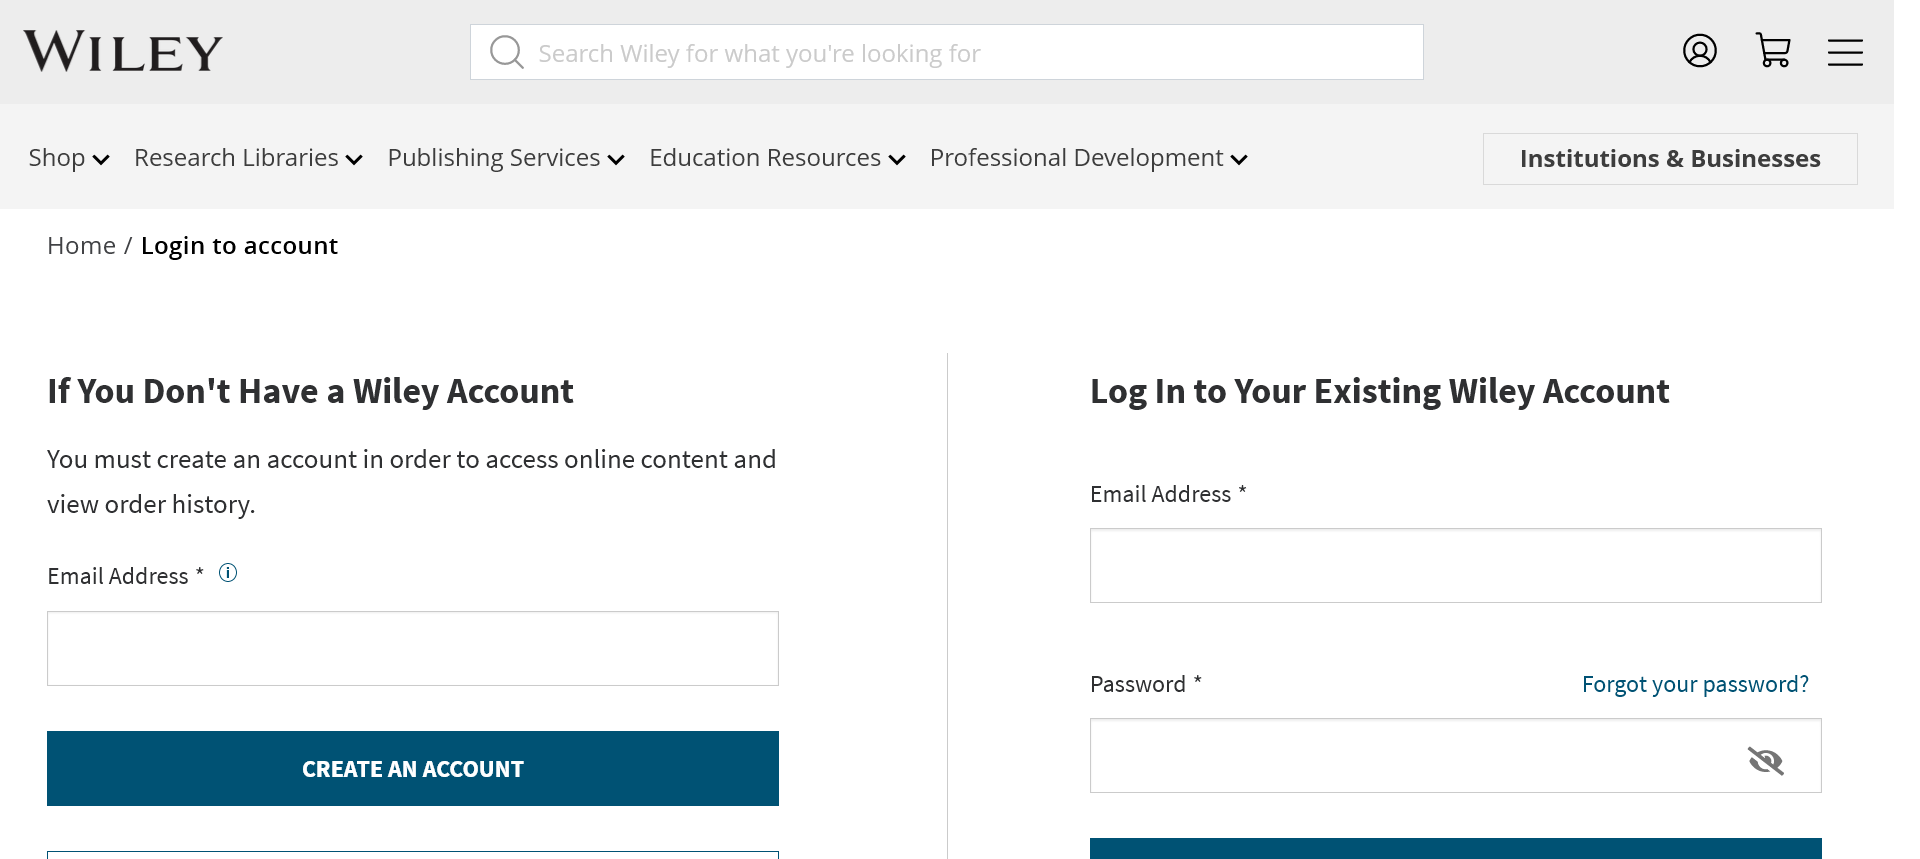 WILEY
Search Wiley for what you're looking for
Shop Research Libraries Publishing Services Education Resources Professional Development Institutions & Businesses
Home / Login to account
If You Don't Have a Wiley Account
You must create an account in order to access online content and
view order history.
Email Address *
CREATE AN ACCOUNT
Log In to Your Existing Wiley Account
Email Address *
Password * Forgot your password?